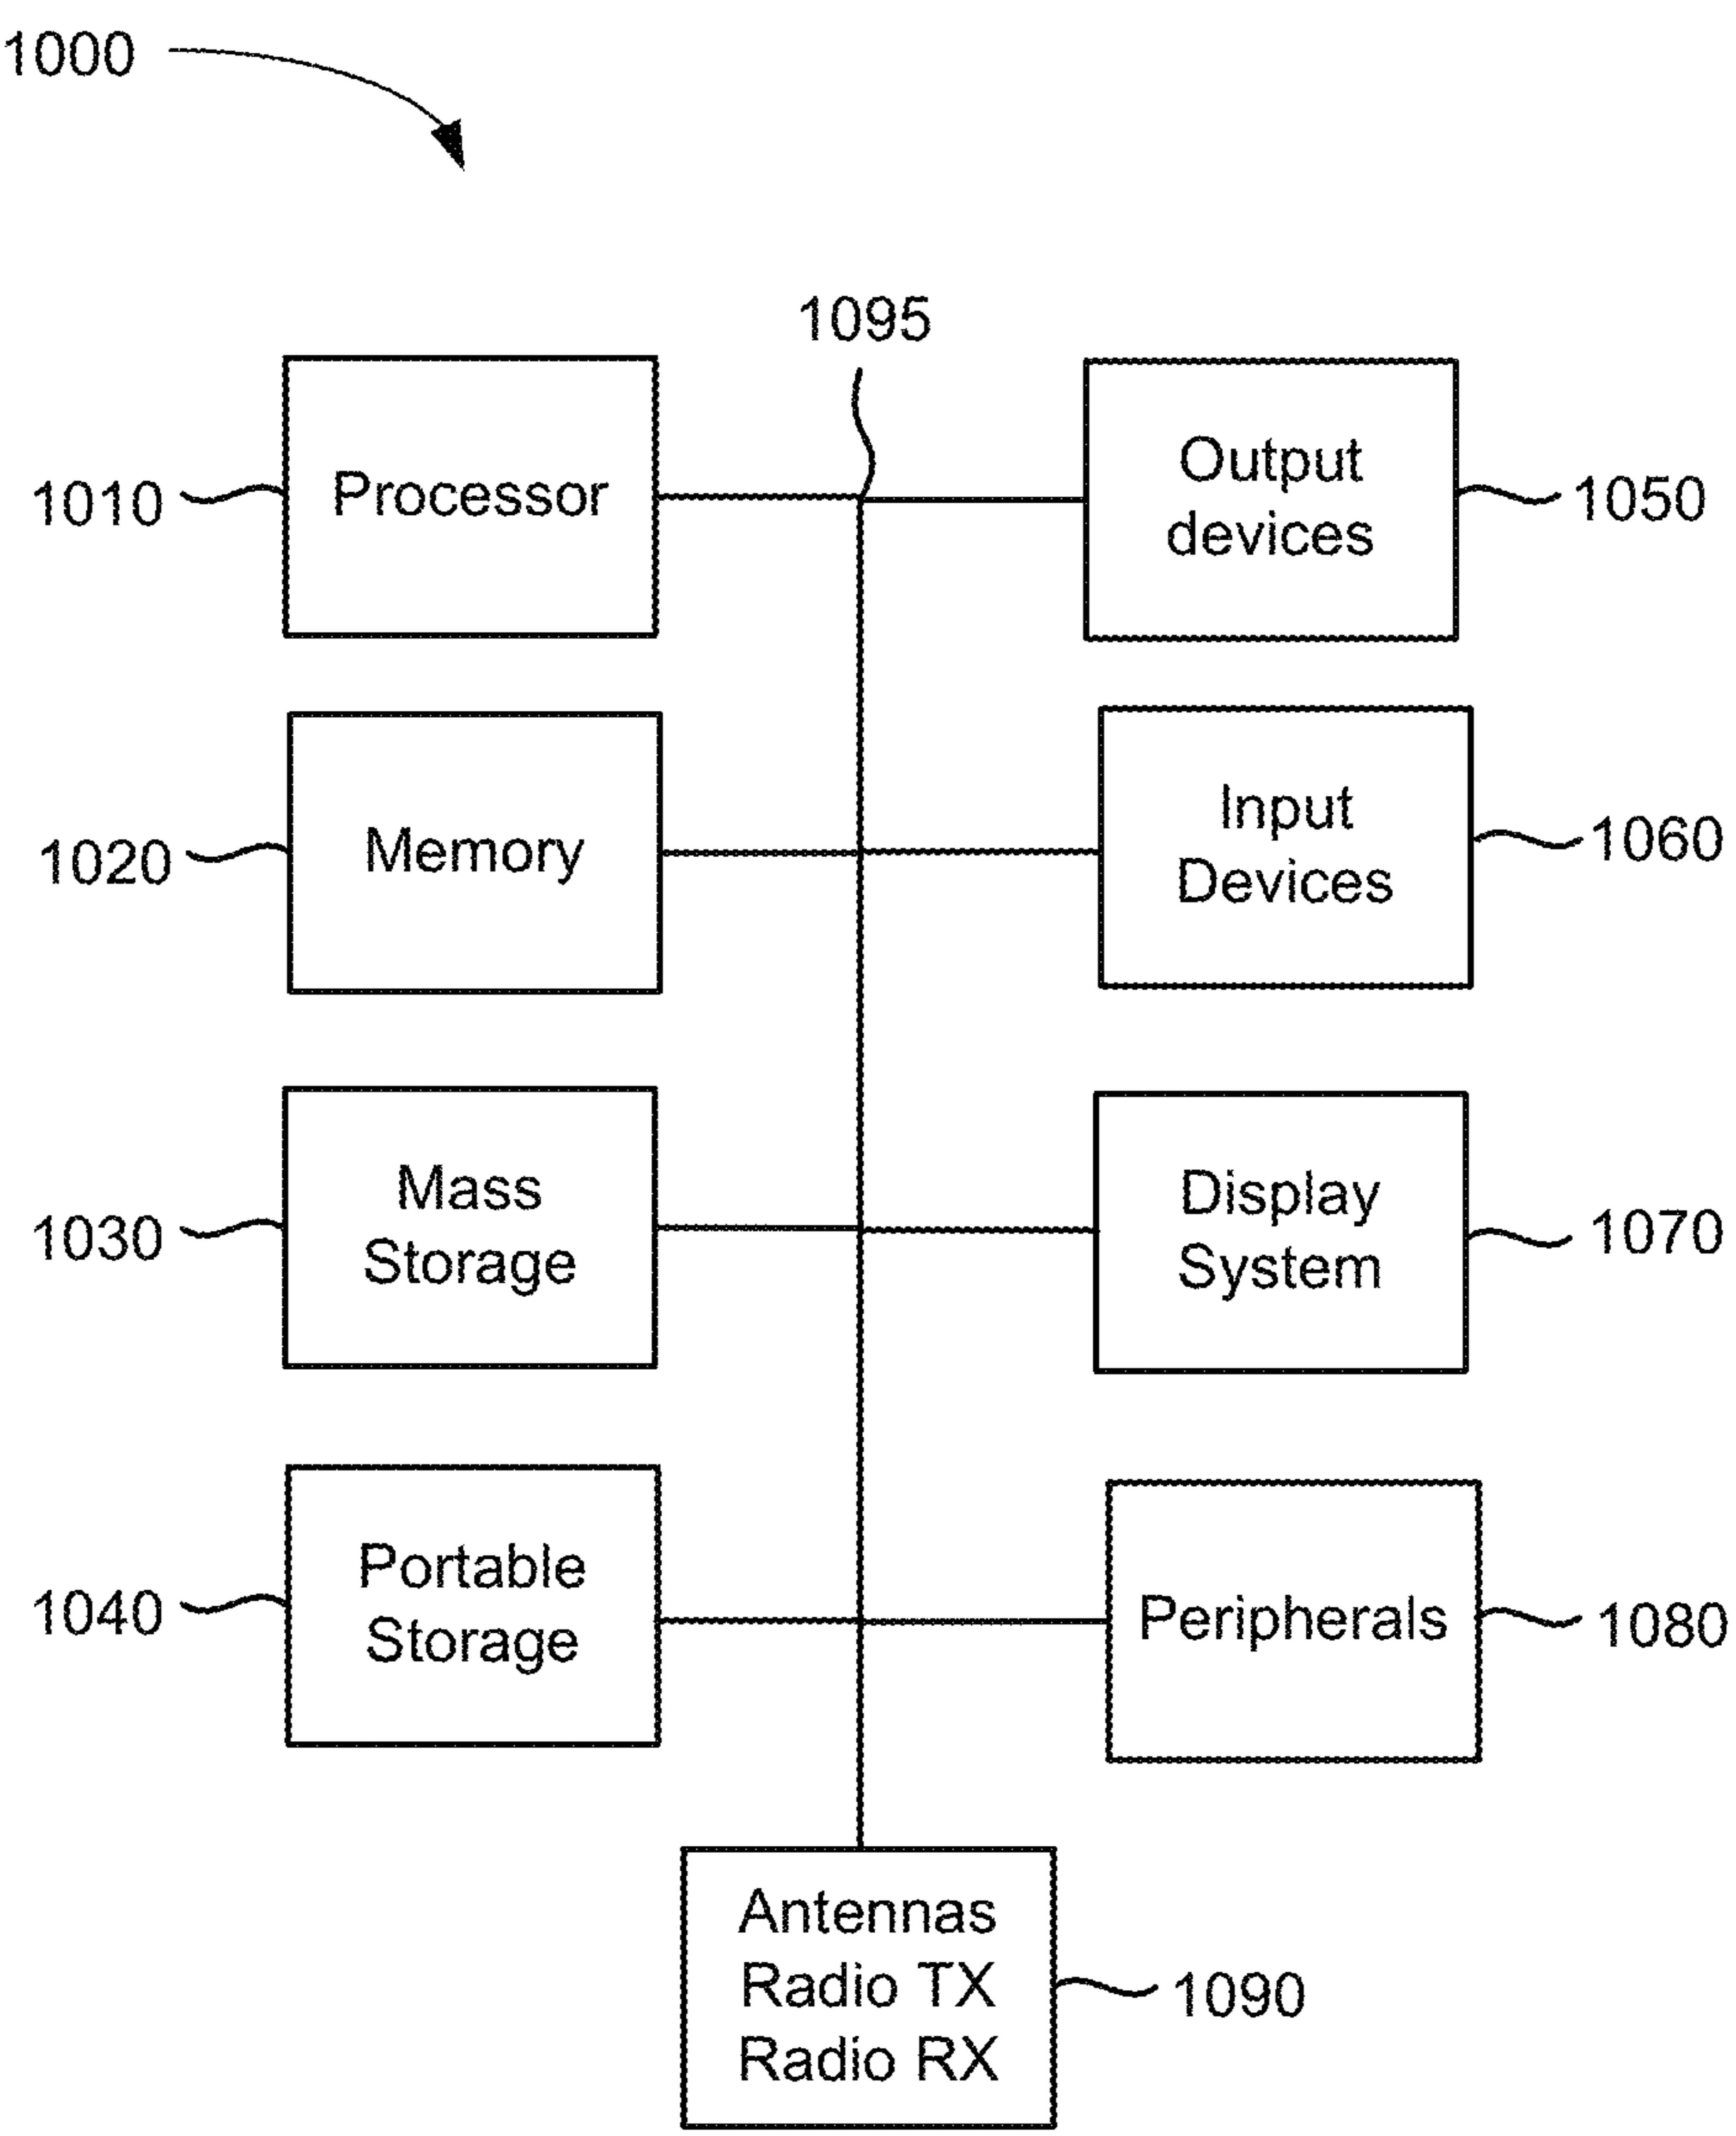 1000
1095
1010
Processor
Output
devices
1050
1020
Memory
Input
Devices
1060
1030
Mass
Storage
Display
System
1070
1040
Portable
Storage
Peripherals
1080
Antennas
Radio TX
Radio RX
1090